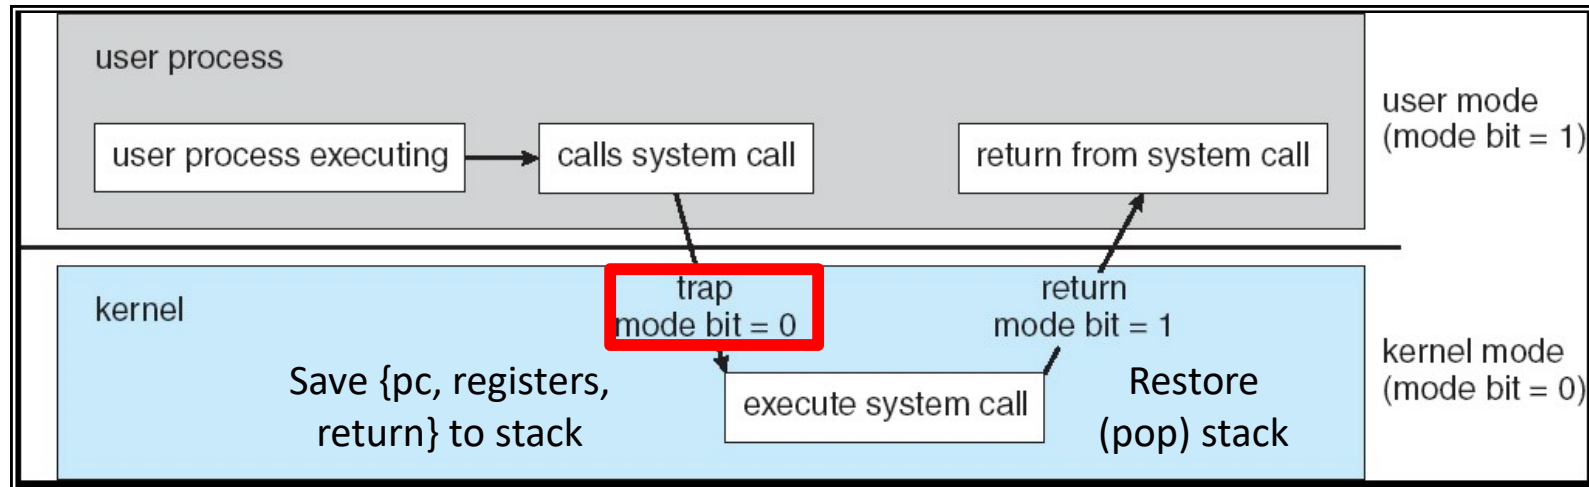 user process
user process executing
calls system call
return from system call
user mode
(mode bit = 1)
kernel
trap
mode bit = 0
return
mode bit = 1
Save {pc, registers,
return} to stack
execute system call
Restore
(pop) stack
kernel mode
(mode bit = 0)